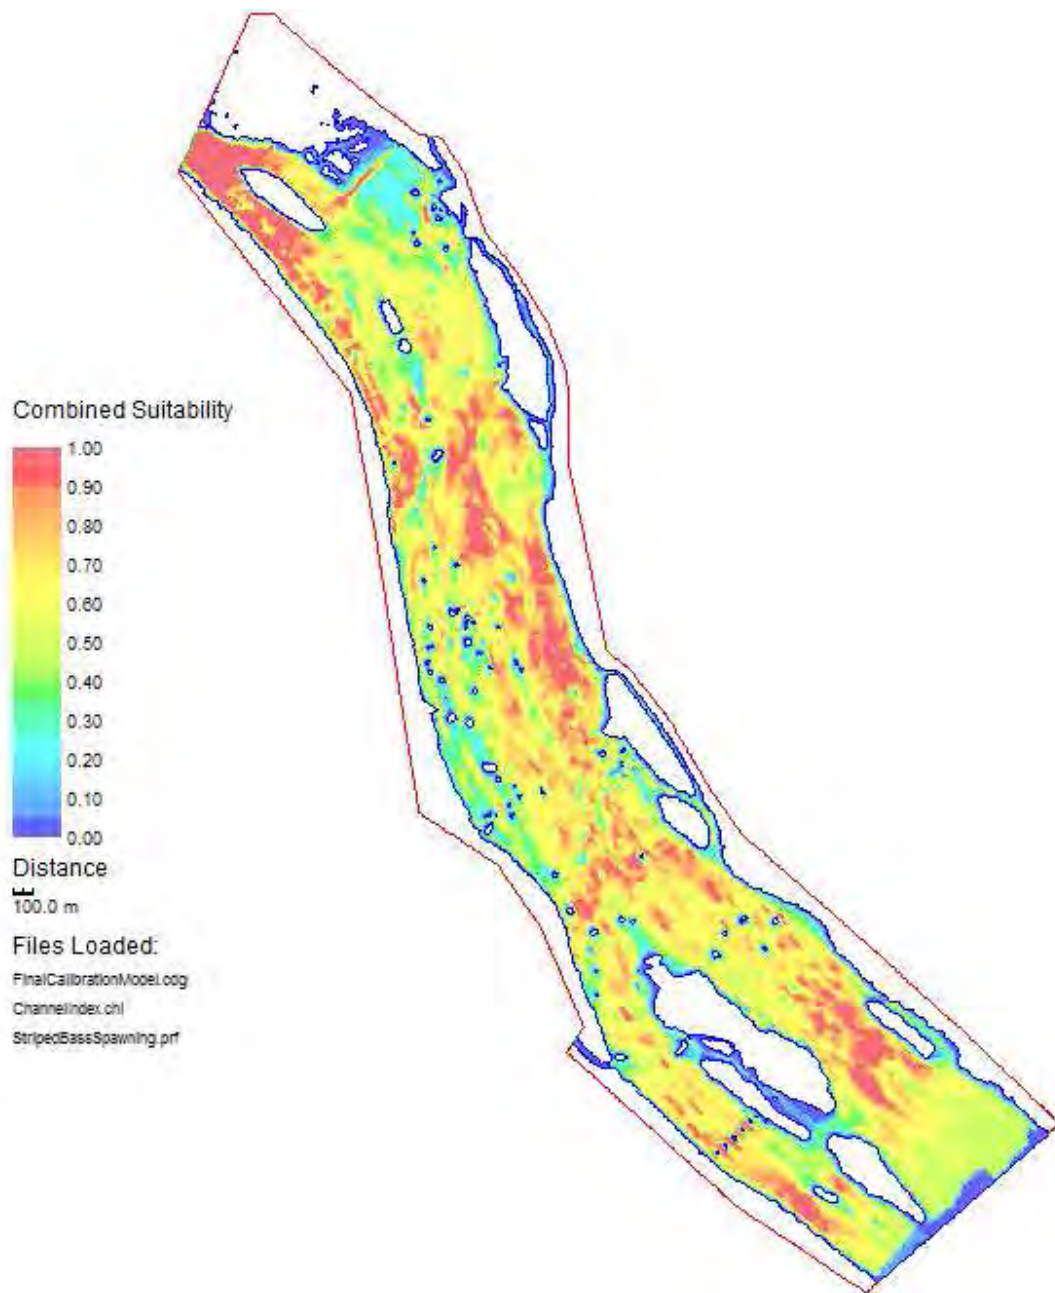 Combined Suitability
1.00
0.90
0.80
0.70
0.60
0.50
0.40
0.30
0.20
0.10
0.00
Distance
100.0 m
Files Loaded:
FinalCalibrationModel.cdg
ChannelIndex.chi
StripedBassSpawning.prf